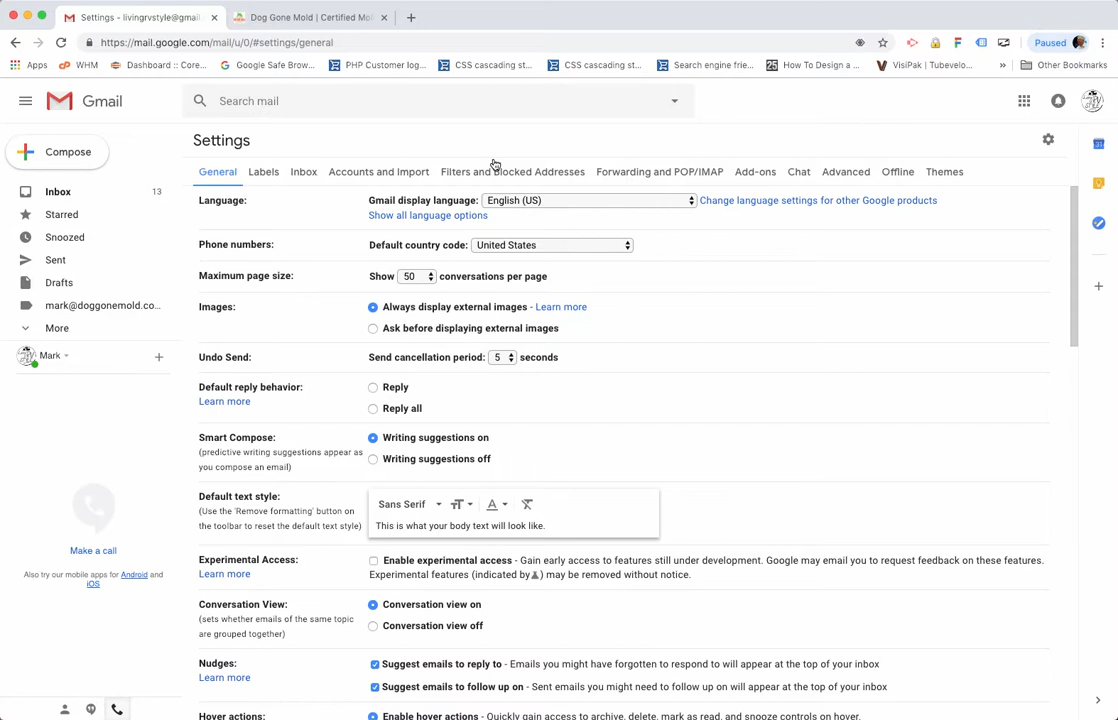 Settings - livingrvstyle@gmail.
Dog Gone Mold | Certified Mol
https://mail.google.com/mail/u/0/#settings/general
Paused
Apps
WHM
Dashboard :: Core...
Google Safe Brow...
PHP Customer log...
CSS cascading st...
CSS cascading st...
Search engine frie...
25 How To Design a ...
VisiPak | Tubevelo...
»
Other Bookmarks
Gmail
Search mail
Settings
Compose
General Labels Inbox Accounts and Import Filters and Blocked Addresses Forwarding and POP/IMAP Add-ons Chat Advanced Offline Themes
Inbox 13
Starred
Snoozed
Sent
Drafts
mark@doggonemold.co...
More
Mark
Make a call
Also try our mobile apps for Android and
iOS
Language: Gmail display language: English (US) Change language settings for other Google products
Show all language options
Phone numbers: Default country code: United States
Maximum page size: Show 50 conversations per page
Images: Always display external images - Learn more
Ask before displaying external images
Undo Send: Send cancellation period: 5 seconds
Default reply behavior: Reply
Learn more
Reply all
Smart Compose: Writing suggestions on
(predictive writing suggestions appear as
you compose an email)
Writing suggestions off
Default text style:
(Use the 'Remove formatting' button on
the toolbar to reset the default text style)
Sans Serif
This is what your body text will look like.
Experimental Access: Enable experimental access - Gain early access to features still under development. Google may email you to request feedback on these features.
Learn more
Experimental features (indicated by ) may be removed without notice.
Conversation View: Conversation view on
(sets whether emails of the same topic
are grouped together)
Conversation view off
Nudges: Suggest emails to reply to - Emails you might have forgotten to respond to will appear at the top of your inbox
Learn more
Suggest emails to follow up on - Sent emails you might need to follow up on will appear at the top of your inbox
Hover actions: Enable hover actions - Quickly gain access to archive, delete, mark as read, and snooze controls on hover.